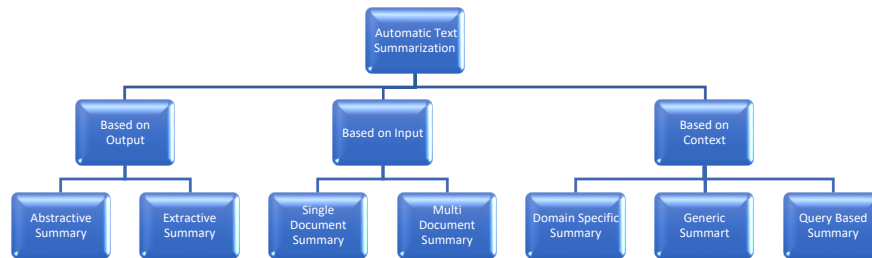 Automatic Text
Summarization
Based on
Output
Based on Input
Based on
Context
Abstractive
Summary
Extractive
Summary
Single
Document
Summary
Multi
Document
Summary
Domain Specific
Summary
Generic
Summart
Query Based
Summary